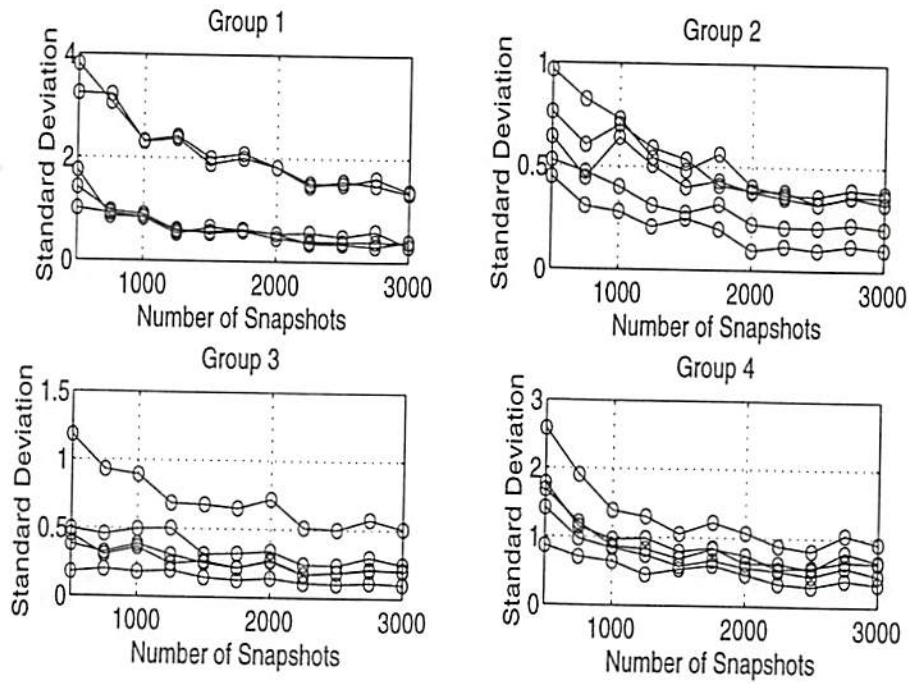 Group 1
Standard Deviation
4
2
0
1000
2000
3000
Number of Snapshots
Group 2
Standard Deviation
1
0.5
0
1000
2000
3000
Number of Snapshots
Group 3
Standard Deviation
1.5
1
0.5
0
1000
2000
3000
Number of Snapshots
Group 4
Standard Deviation
3
2
1
0
1000
2000
3000
Number of Snapshots